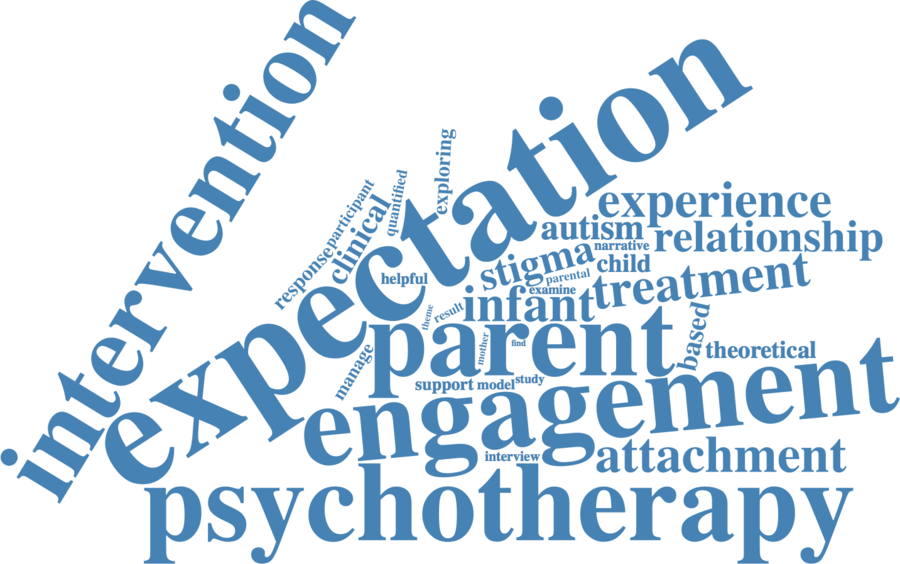 intervention
expectation
exploring
quantified
participant
response
clinical
helpful
experience
autism
relationship
narrative
stigma
child
parental
treatment
examine
infant
theme
result
parent
mother
find
based
manage
theoretical
support
model
study
engagement
interview
attachment
psychotherapy